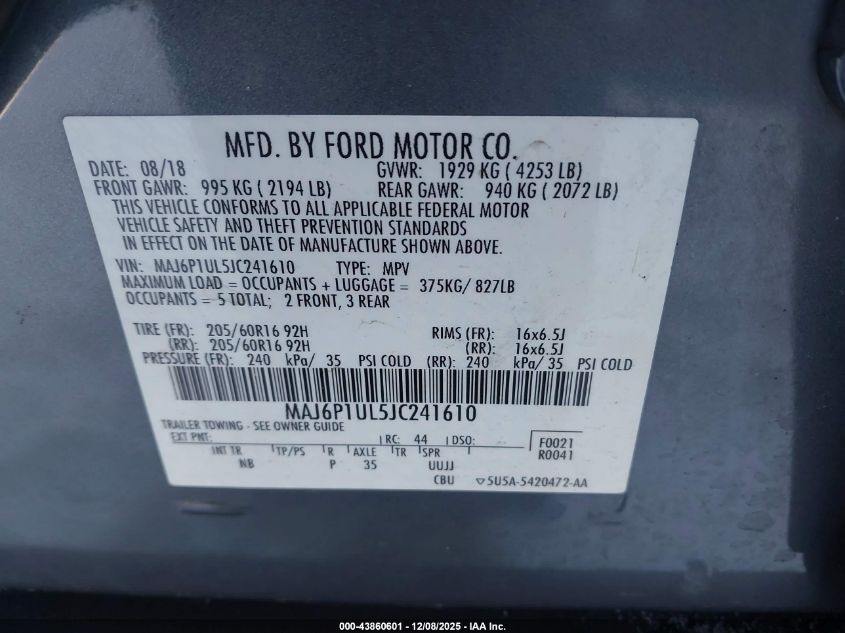 MFD. BY FORD MOTOR CO.
DATE: 08/18 GVWR: 1929 KG ( 4253 LB)
FRONT GAWR: 995 KG ( 2194 LB) REAR GAWR: 940 KG ( 2072 LB)
THIS VEHICLE CONFORMS TO ALL APPLICABLE FEDERAL MOTOR
VEHICLE SAFETY AND THEFT PREVENTION STANDARDS
IN EFFECT ON THE DATE OF MANUFACTURE SHOWN ABOVE.
VIN: MAJ6P1UL5JC241610 TYPE: MPV
MAXIMUM LOAD = OCCUPANTS + LUGGAGE = 375KG/ 827LB
OCCUPANTS = 5 TOTAL; 2 FRONT, 3 REAR
TIRE (FR): 205/60R16 92H RIMS (FR): 16x6.5J
(RR): 205/60R16 92H (RR): 16x6.5J
PRESSURE (FR): 240 kPa/ 35 PSI COLD (RR): 240 kPa/ 35 PSI COLD
MAJ6P1UL5JC241610
TRAILER TOWING - SEE OWNER GUIDE
EXT PNT: RC: 44 DSO: F0021
R0041
INT TR TP/PS R AXLE TR SPR
NB P 35 UUJJ
CBU ▽5U5A-5420472-AA
000-43860601 - 12/08/2025 - IAA Inc.